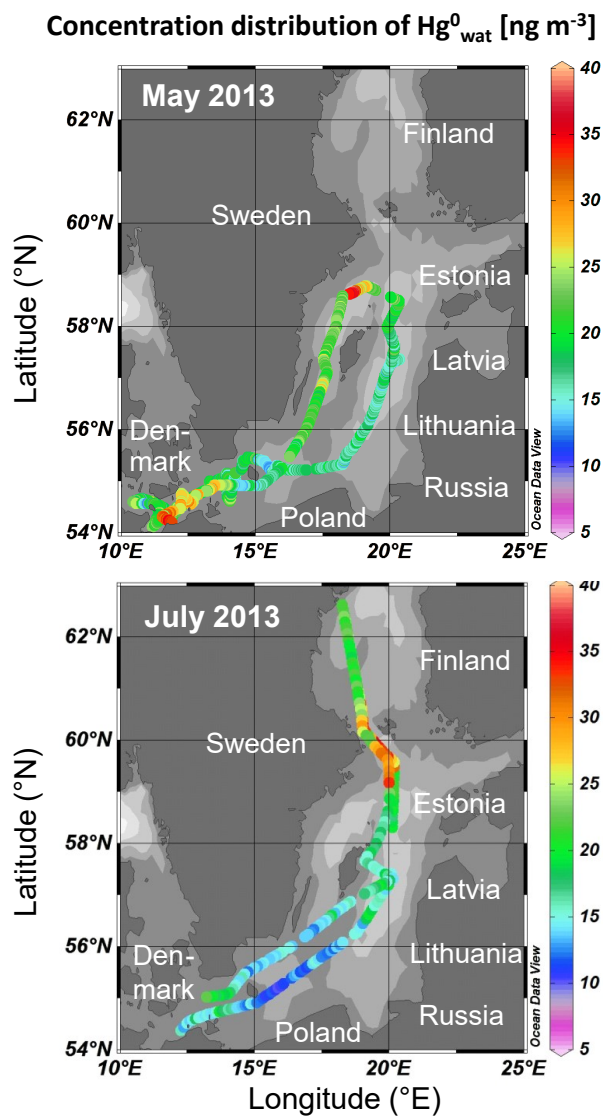 Concentration distribution of Hg⁰wat [ng m⁻³]
May 2013
62°N
60°N
58°N
56°N
54°N
Latitude (°N)
Finland
Sweden
Estonia
Latvia
Lithuania
Den-
mark
Russia
Poland
10°E
15°E
20°E
25°E
40
35
30
25
20
15
10
5
Ocean Data View
July 2013
62°N
60°N
58°N
56°N
54°N
Latitude (°N)
Finland
Sweden
Estonia
Latvia
Lithuania
Den-
mark
Russia
Poland
10°E
15°E
20°E
25°E
Longitude (°E)
40
35
30
25
20
15
10
5
Ocean Data View